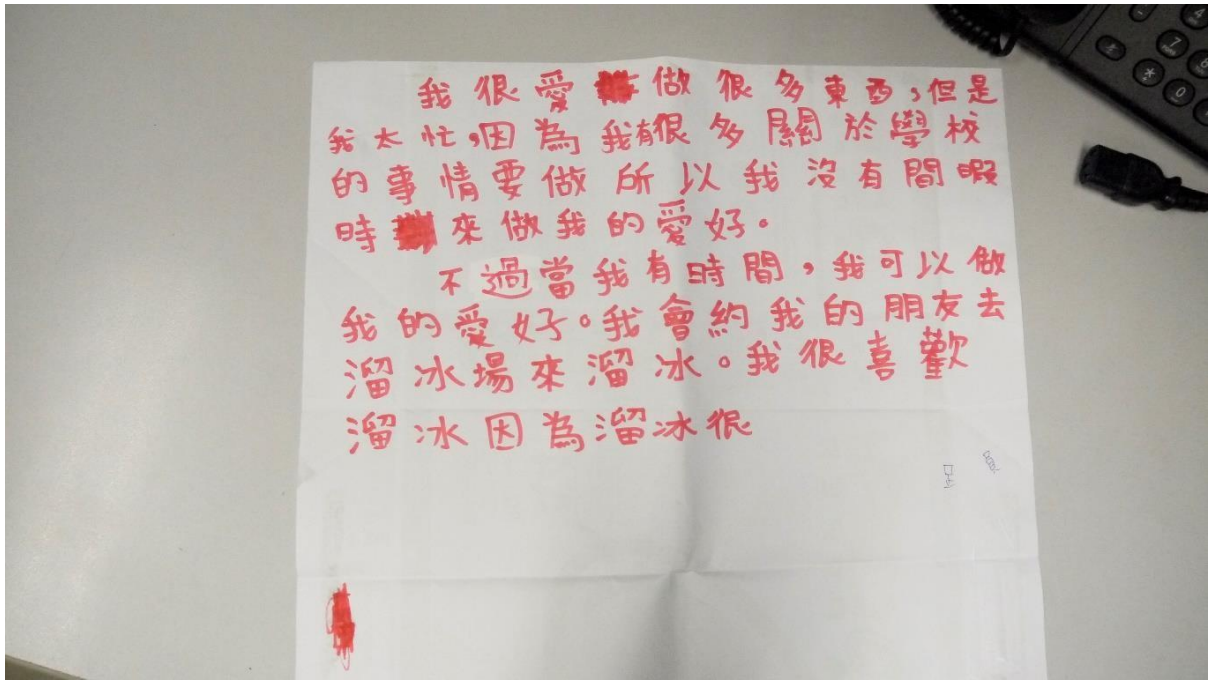 我很愛做很多東西,但是
我太忙,因為我有很多關於學校
的事情要做所以我沒有間暇
時來做我的愛好。
不過當我有時間,我可以做
我的愛好。我會約我的朋友去
溜冰場來溜冰。我很喜歡
溜冰因為溜冰很